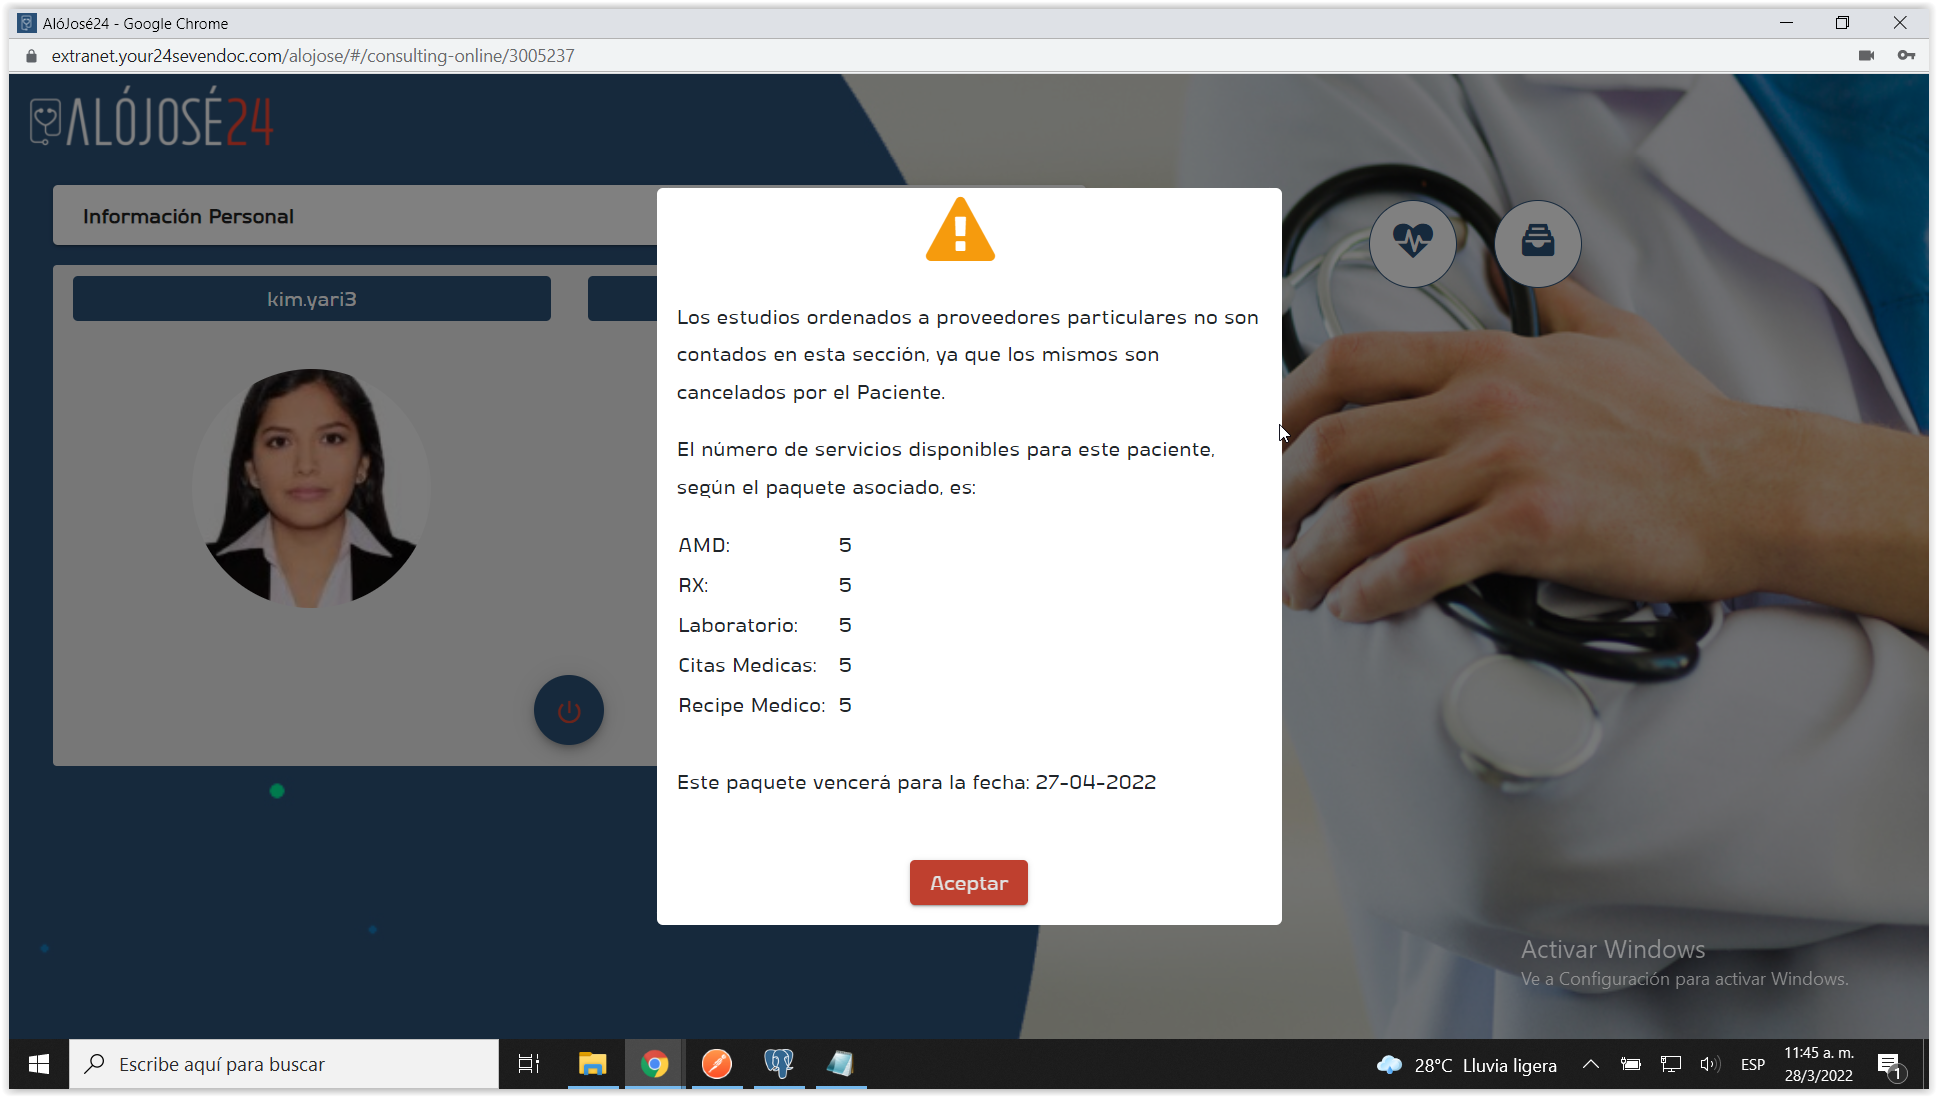 AlóJosé24 - Google Chrome
extranet.your24sevendoc.com/alojose/#/consulting-online/3005237
ALÓJOSÉ24
Información Personal
kim.yari3
Los estudios ordenados a proveedores particulares no son
contados en esta sección, ya que los mismos son
cancelados por el Paciente.
El número de servicios disponibles para este paciente,
según el paquete asociado, es:
AMD: 5
RX: 5
Laboratorio: 5
Citas Medicas: 5
Recipe Medico: 5
Este paquete vencerá para la fecha: 27-04-2022
Aceptar
Activar Windows
Ve a Configuración para activar Windows.
Escribe aquí para buscar
28°C Lluvia ligera
ESP
11:45 a. m.
28/3/2022
1